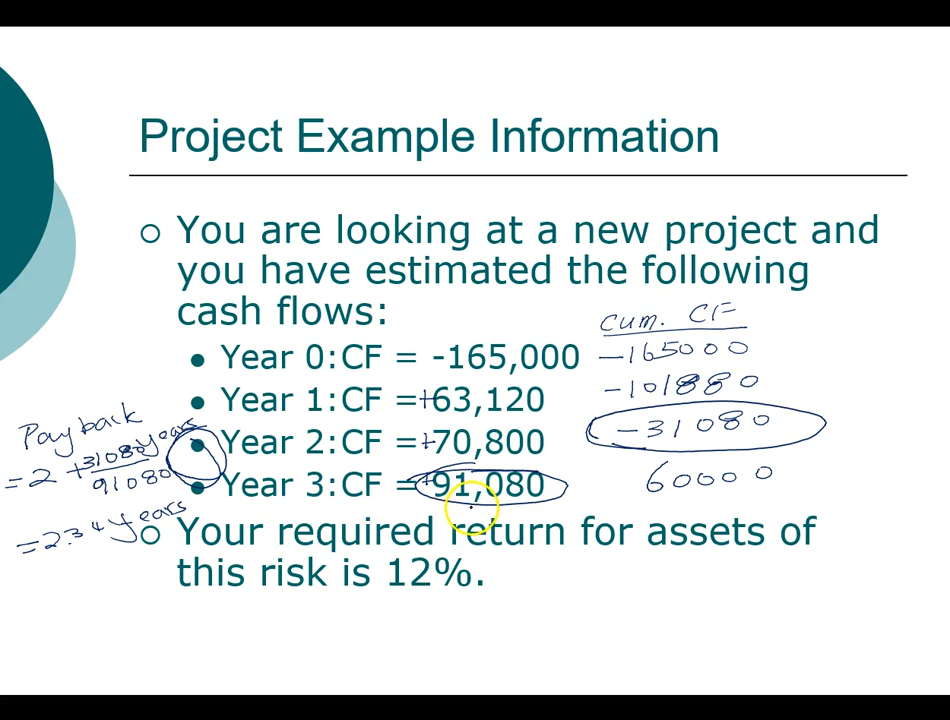 Project Example Information
○ You are looking at a new project and
you have estimated the following
cash flows:
• Year 0:CF = -165,000
• Year 1:CF =+63,120
• Year 2:CF =+70,800
• Year 3:CF =+91,080
○ Your required return for assets of
this risk is 12%.
Cum. CF
-165000
-101880
-31080
60000
Payback
= 2 + 31080/91080 years
= 2.34 years